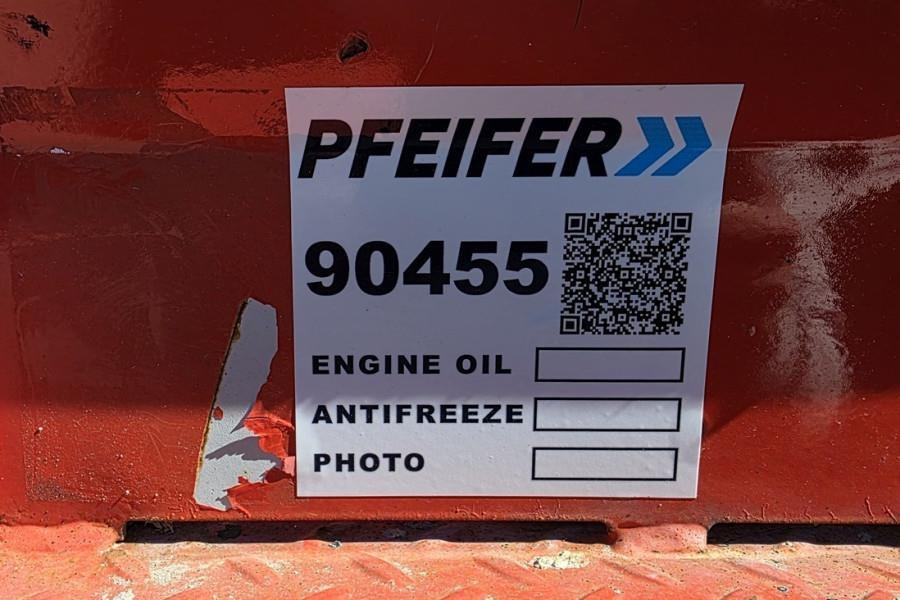 PFEIFER
90455
ENGINE OIL
ANTIFREEZE
PHOTO